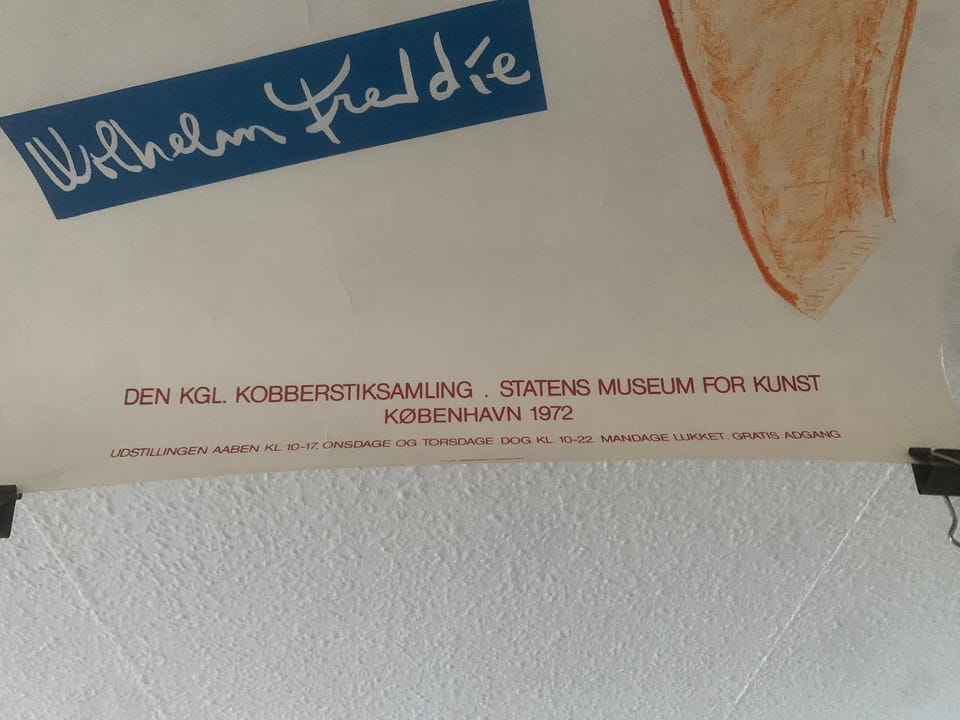 Wilhelm Freddie
DEN KGL. KOBBERSTIKSAMLING . STATENS MUSEUM FOR KUNST
KØBENHAVN 1972
UDSTILLINGEN AABEN KL. 10-17, ONSDAGE OG TORSDAGE DOG KL. 10-22. MANDAGE LUKKET. GRATIS ADGANG